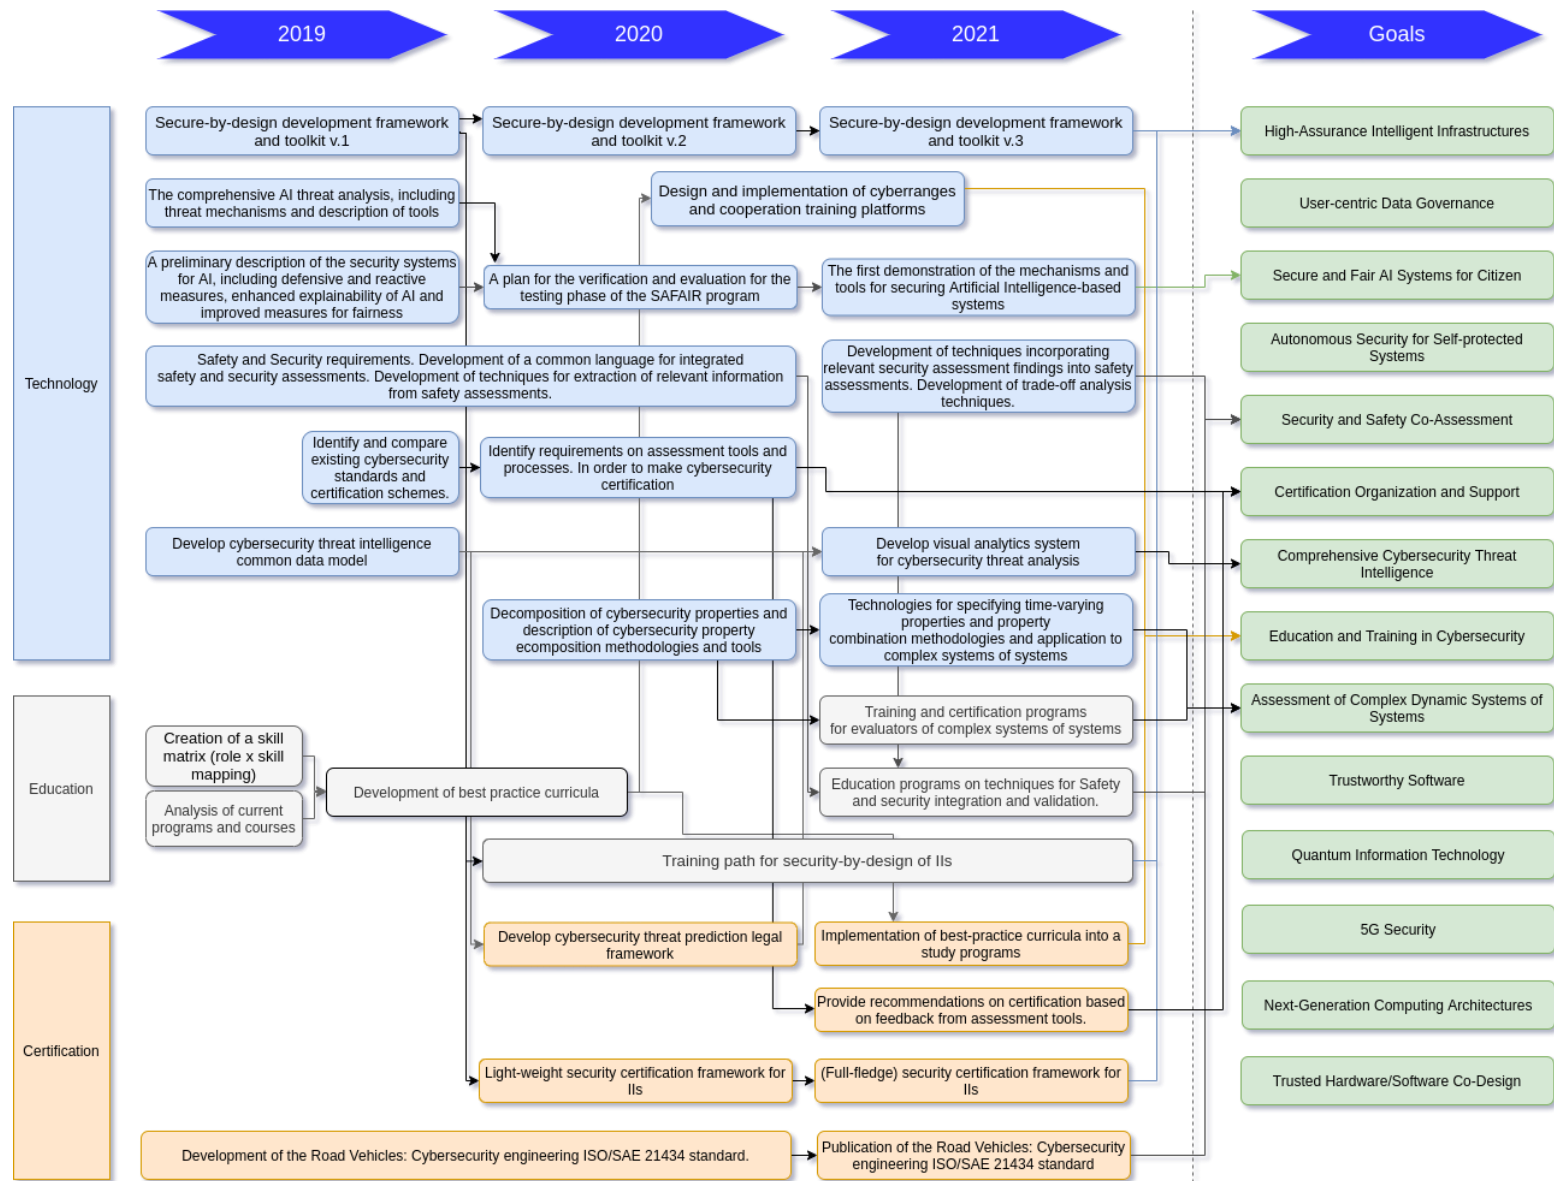 2019
2020
2021
Goals
Technology
Secure-by-design development framework
and toolkit v.1
Secure-by-design development framework
and toolkit v.2
Secure-by-design development framework
and toolkit v.3
High-Assurance Intelligent Infrastructures
The comprehensive AI threat analysis, including
threat mechanisms and description of tools
Design and implementation of cyberranges
and cooperation training platforms
User-centric Data Governance
A preliminary description of the security systems
for AI, including defensive and reactive
measures, enhanced explainability of AI and
improved measures for fairness
A plan for the verification and evaluation for the
testing phase of the SAFAIR program
The first demonstration of the mechanisms and
tools for securing Artificial Intelligence-based
systems
Secure and Fair AI Systems for Citizen
Safety and Security requirements. Development of a common language for integrated
safety and security assessments. Development of techniques for extraction of relevant information
from safety assessments.
Development of techniques incorporating
relevant security assessment findings into safety
assessments. Development of trade-off analysis
techniques.
Autonomous Security for Self-protected
Systems
Security and Safety Co-Assessment
Identify and compare
existing cybersecurity
standards and
certification schemes.
Identify requirements on assessment tools and
processes. In order to make cybersecurity
certification
Certification Organization and Support
Develop cybersecurity threat intelligence
common data model
Develop visual analytics system
for cybersecurity threat analysis
Comprehensive Cybersecurity Threat
Intelligence
Decomposition of cybersecurity properties and
description of cybersecurity property
ecomposition methodologies and tools
Technologies for specifying time-varying
properties and property
combination methodologies and application to
complex systems of systems
Education and Training in Cybersecurity
Education
Training and certification programs
for evaluators of complex systems of systems
Assessment of Complex Dynamic Systems of
Systems
Creation of a skill
matrix (role x skill
mapping)
Analysis of current
programs and courses
Development of best practice curricula
Education programs on techniques for Safety
and security integration and validation.
Trustworthy Software
Training path for security-by-design of IIs
Quantum Information Technology
Certification
Develop cybersecurity threat prediction legal
framework
Implementation of best-practice curricula into a
study programs
5G Security
Provide recommendations on certification based
on feedback from assessment tools.
Next-Generation Computing Architectures
Light-weight security certification framework for
IIs
(Full-fledge) security certification framework for
IIs
Trusted Hardware/Software Co-Design
Development of the Road Vehicles: Cybersecurity engineering ISO/SAE 21434 standard.
Publication of the Road Vehicles: Cybersecurity
engineering ISO/SAE 21434 standard